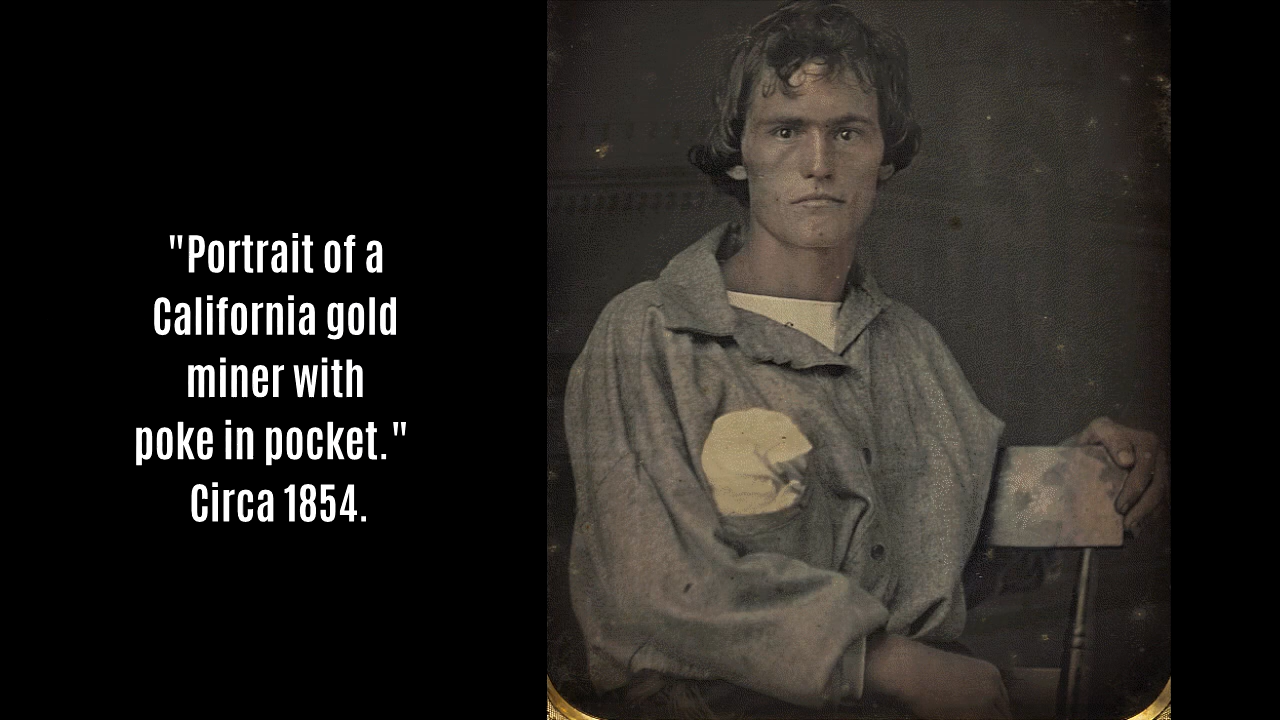 "Portrait of a
California gold
miner with
poke in pocket."
Circa 1854.